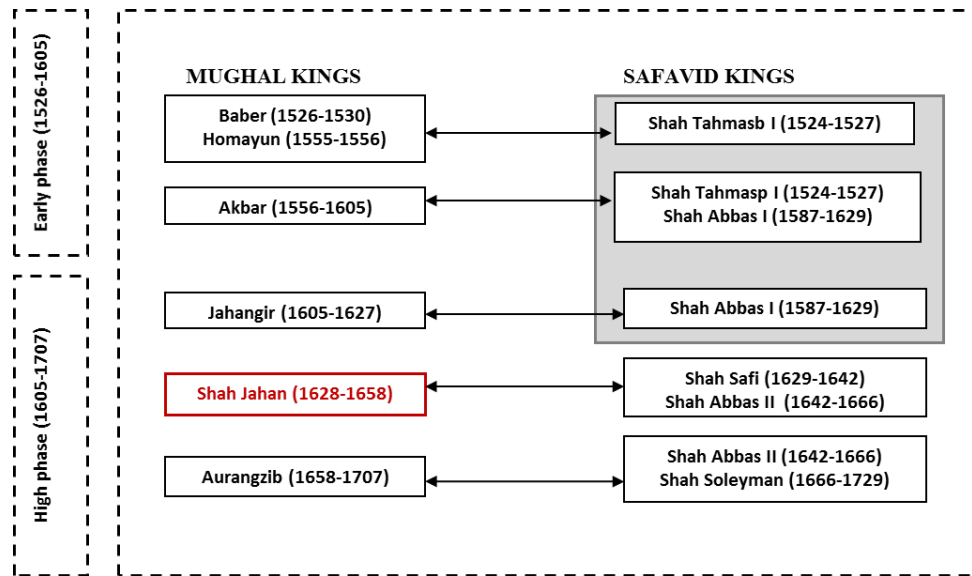 Early phase (1526-1605)
High phase (1605-1707)
MUGHAL KINGS
SAFAVID KINGS
Baber (1526-1530)
Homayun (1555-1556)
Shah Tahmasb I (1524-1527)
Akbar (1556-1605)
Shah Tahmasp I (1524-1527)
Shah Abbas I (1587-1629)
Jahangir (1605-1627)
Shah Abbas I (1587-1629)
Shah Jahan (1628-1658)
Shah Safi (1629-1642)
Shah Abbas II (1642-1666)
Aurangzib (1658-1707)
Shah Abbas II (1642-1666)
Shah Soleyman (1666-1729)